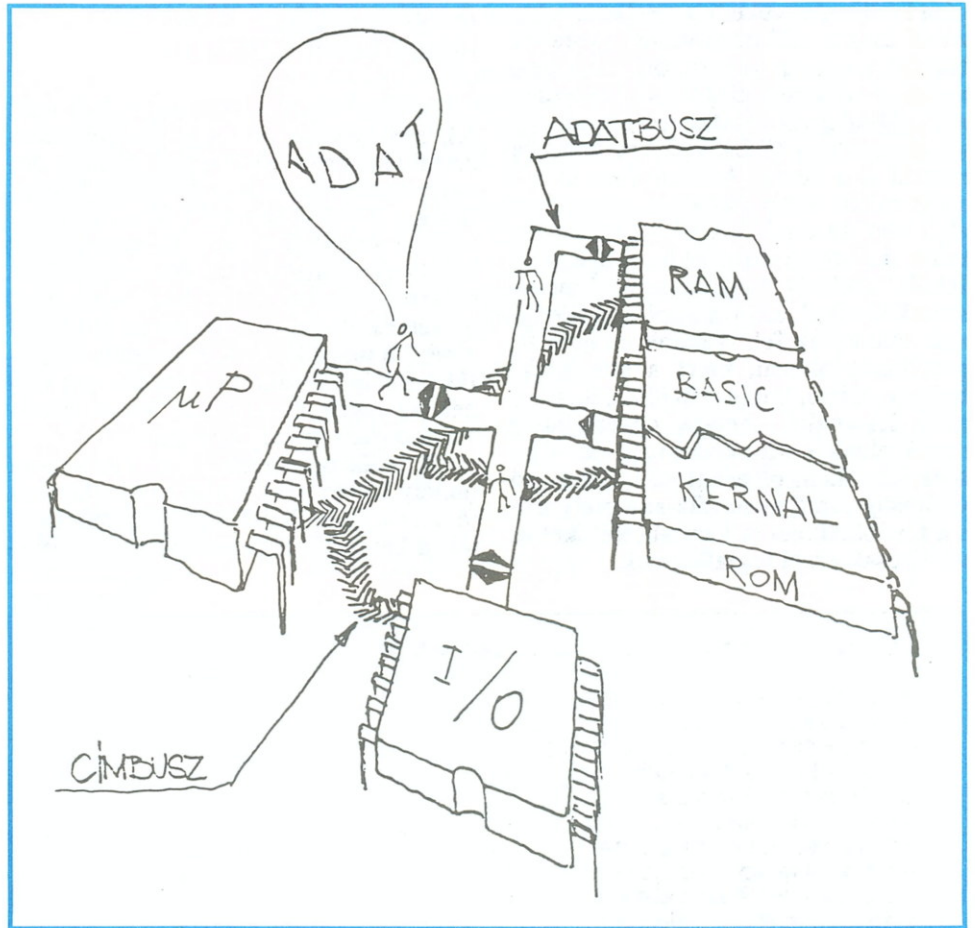 ADAT
ADATBUSZ
RAM
μP
BASIC
KERNAL
ROM
I/O
CÍMBUSZ